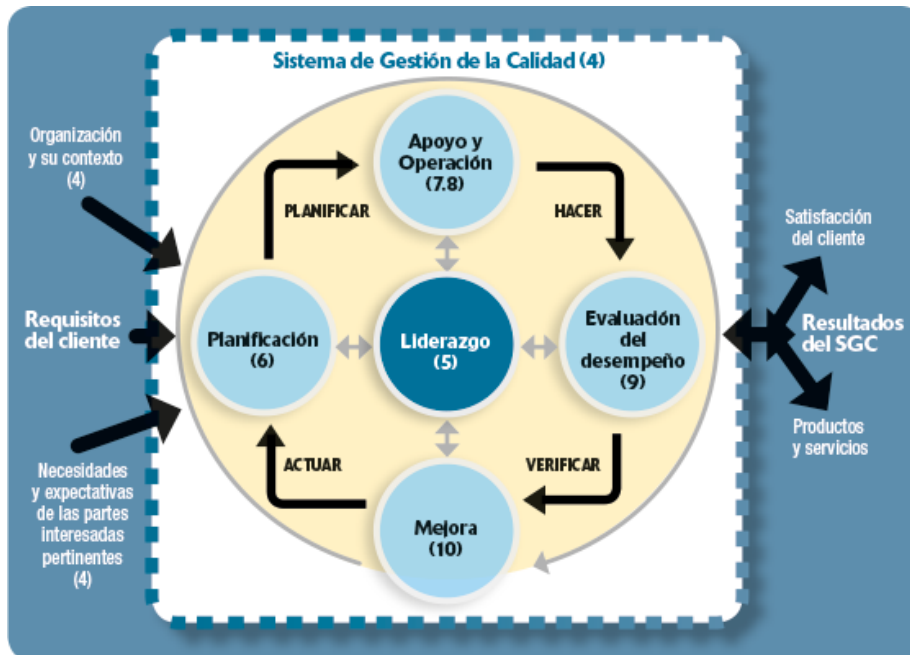 Sistema de Gestión de la Calidad (4)
Organización
y su contexto
(4)
Requisitos
del cliente
Necesidades
y expectativas
de las partes
interesadas
pertinentes
(4)
Apoyo y
Operación
(7.8)
PLANIFICAR
HACER
Planificación
(6)
Liderazgo
(5)
Evaluación
del
desempeño
(9)
ACTUAR
VERIFICAR
Mejora
(10)
Satisfacción
del cliente
Resultados
del SGC
Productos
y servicios